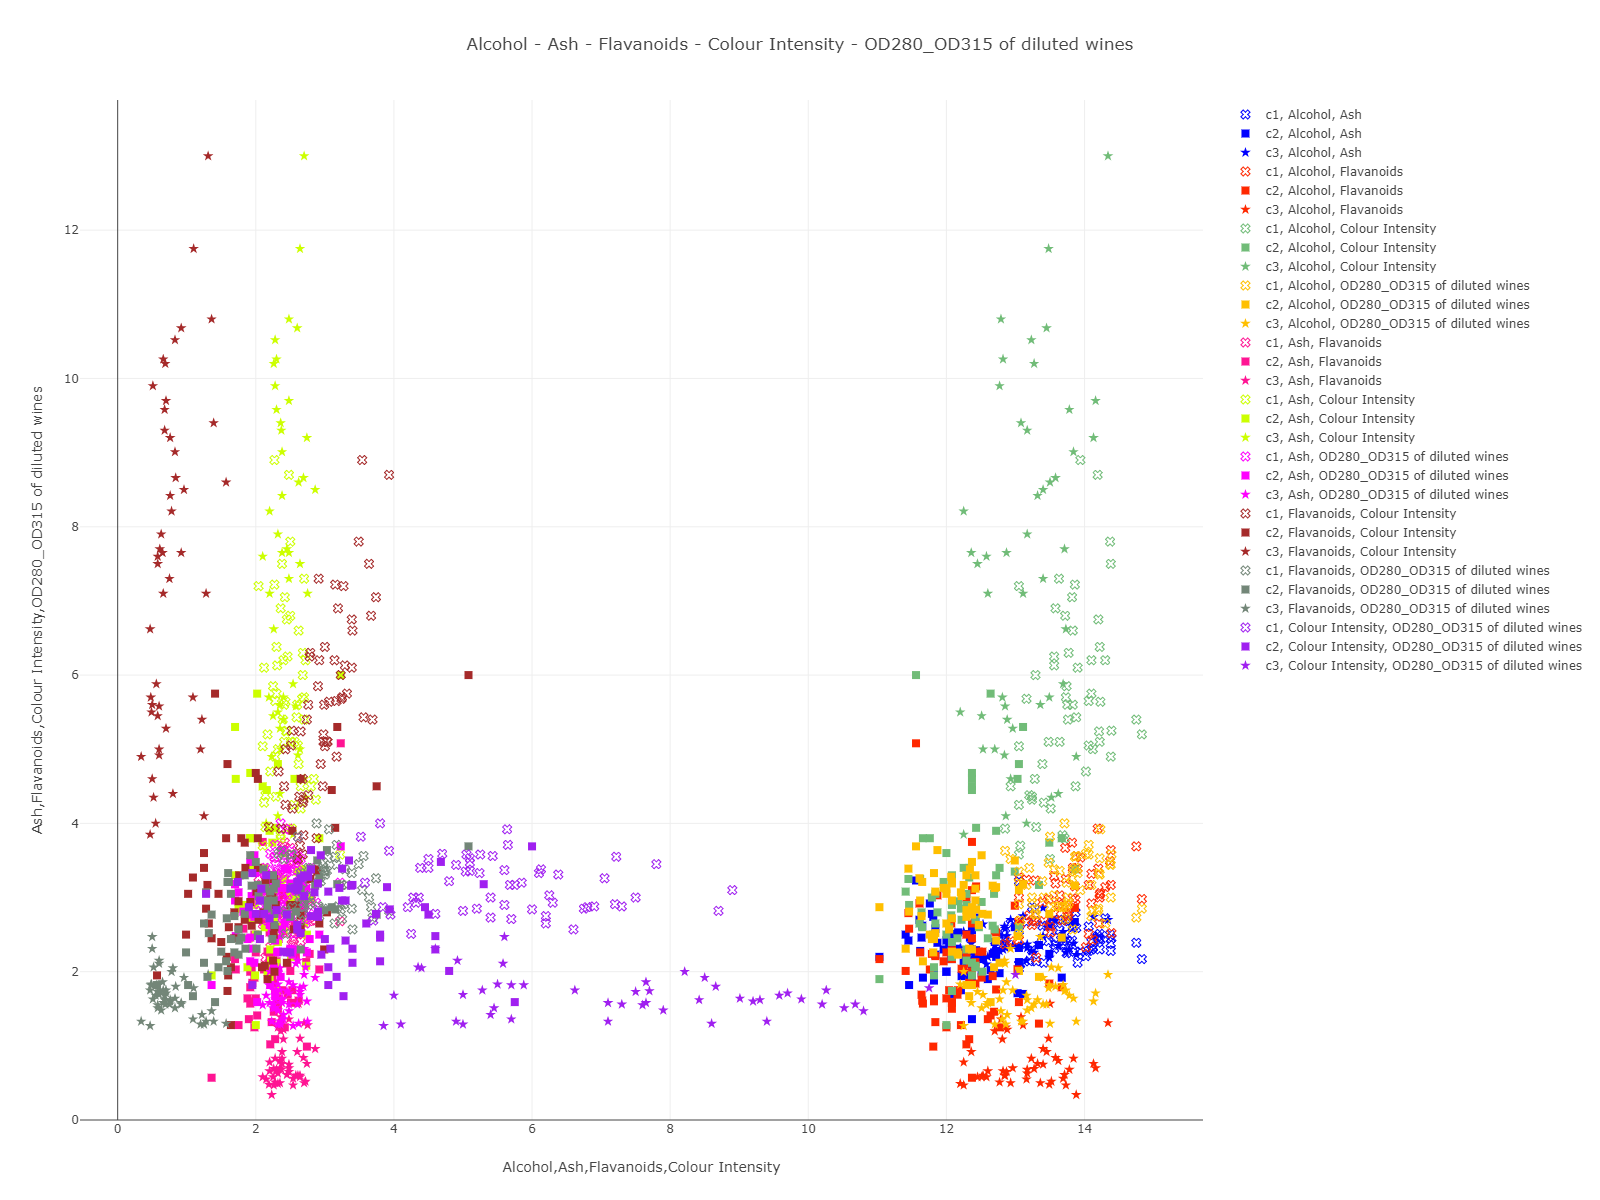 Alcohol - Ash - Flavanoids - Colour Intensity - OD280_OD315 of diluted wines
Ash,Flavanoids,Colour Intensity,OD280_OD315 of diluted wines
12
10
8
6
4
2
0
0 2 4 6 8 10 12 14
Alcohol,Ash,Flavanoids,Colour Intensity
c1, Alcohol, Ash
c2, Alcohol, Ash
c3, Alcohol, Ash
c1, Alcohol, Flavanoids
c2, Alcohol, Flavanoids
c3, Alcohol, Flavanoids
c1, Alcohol, Colour Intensity
c2, Alcohol, Colour Intensity
c3, Alcohol, Colour Intensity
c1, Alcohol, OD280_OD315 of diluted wines
c2, Alcohol, OD280_OD315 of diluted wines
c3, Alcohol, OD280_OD315 of diluted wines
c1, Ash, Flavanoids
c2, Ash, Flavanoids
c3, Ash, Flavanoids
c1, Ash, Colour Intensity
c2, Ash, Colour Intensity
c3, Ash, Colour Intensity
c1, Ash, OD280_OD315 of diluted wines
c2, Ash, OD280_OD315 of diluted wines
c3, Ash, OD280_OD315 of diluted wines
c1, Flavanoids, Colour Intensity
c2, Flavanoids, Colour Intensity
c3, Flavanoids, Colour Intensity
c1, Flavanoids, OD280_OD315 of diluted wines
c2, Flavanoids, OD280_OD315 of diluted wines
c3, Flavanoids, OD280_OD315 of diluted wines
c1, Colour Intensity, OD280_OD315 of diluted wines
c2, Colour Intensity, OD280_OD315 of diluted wines
c3, Colour Intensity, OD280_OD315 of diluted wines